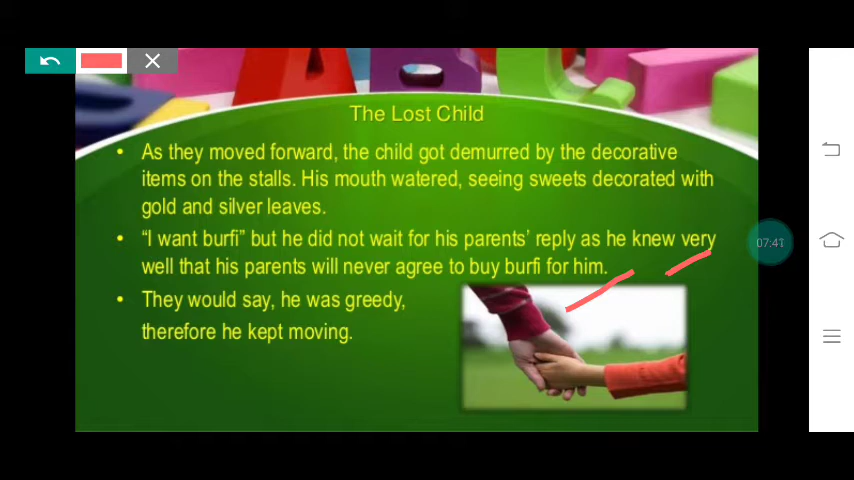 The Lost Child
• As they moved forward, the child got demurred by the decorative
items on the stalls. His mouth watered, seeing sweets decorated with
gold and silver leaves.
• “I want burfi” but he did not wait for his parents’ reply as he knew very
well that his parents will never agree to buy burfi for him.
• They would say, he was greedy,
therefore he kept moving.
07:41